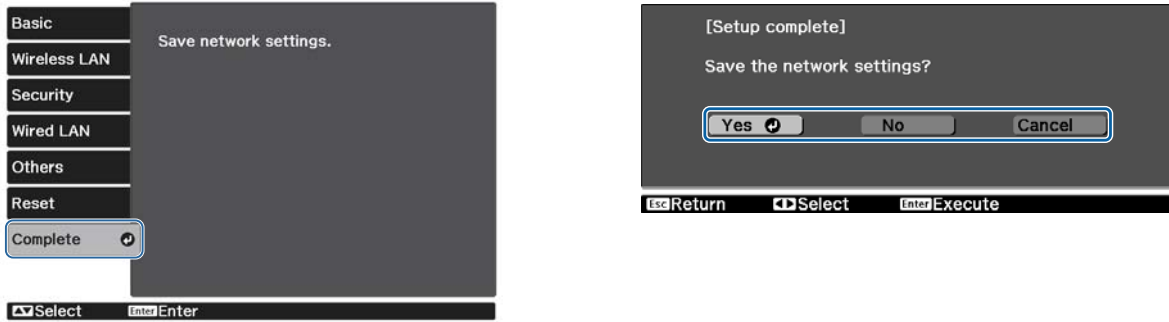 Basic
Wireless LAN
Security
Wired LAN
Others
Reset
Complete
Save network settings.
Select Enter Enter
[Setup complete]
Save the network settings?
Yes No Cancel
Esc Return Select Enter Execute